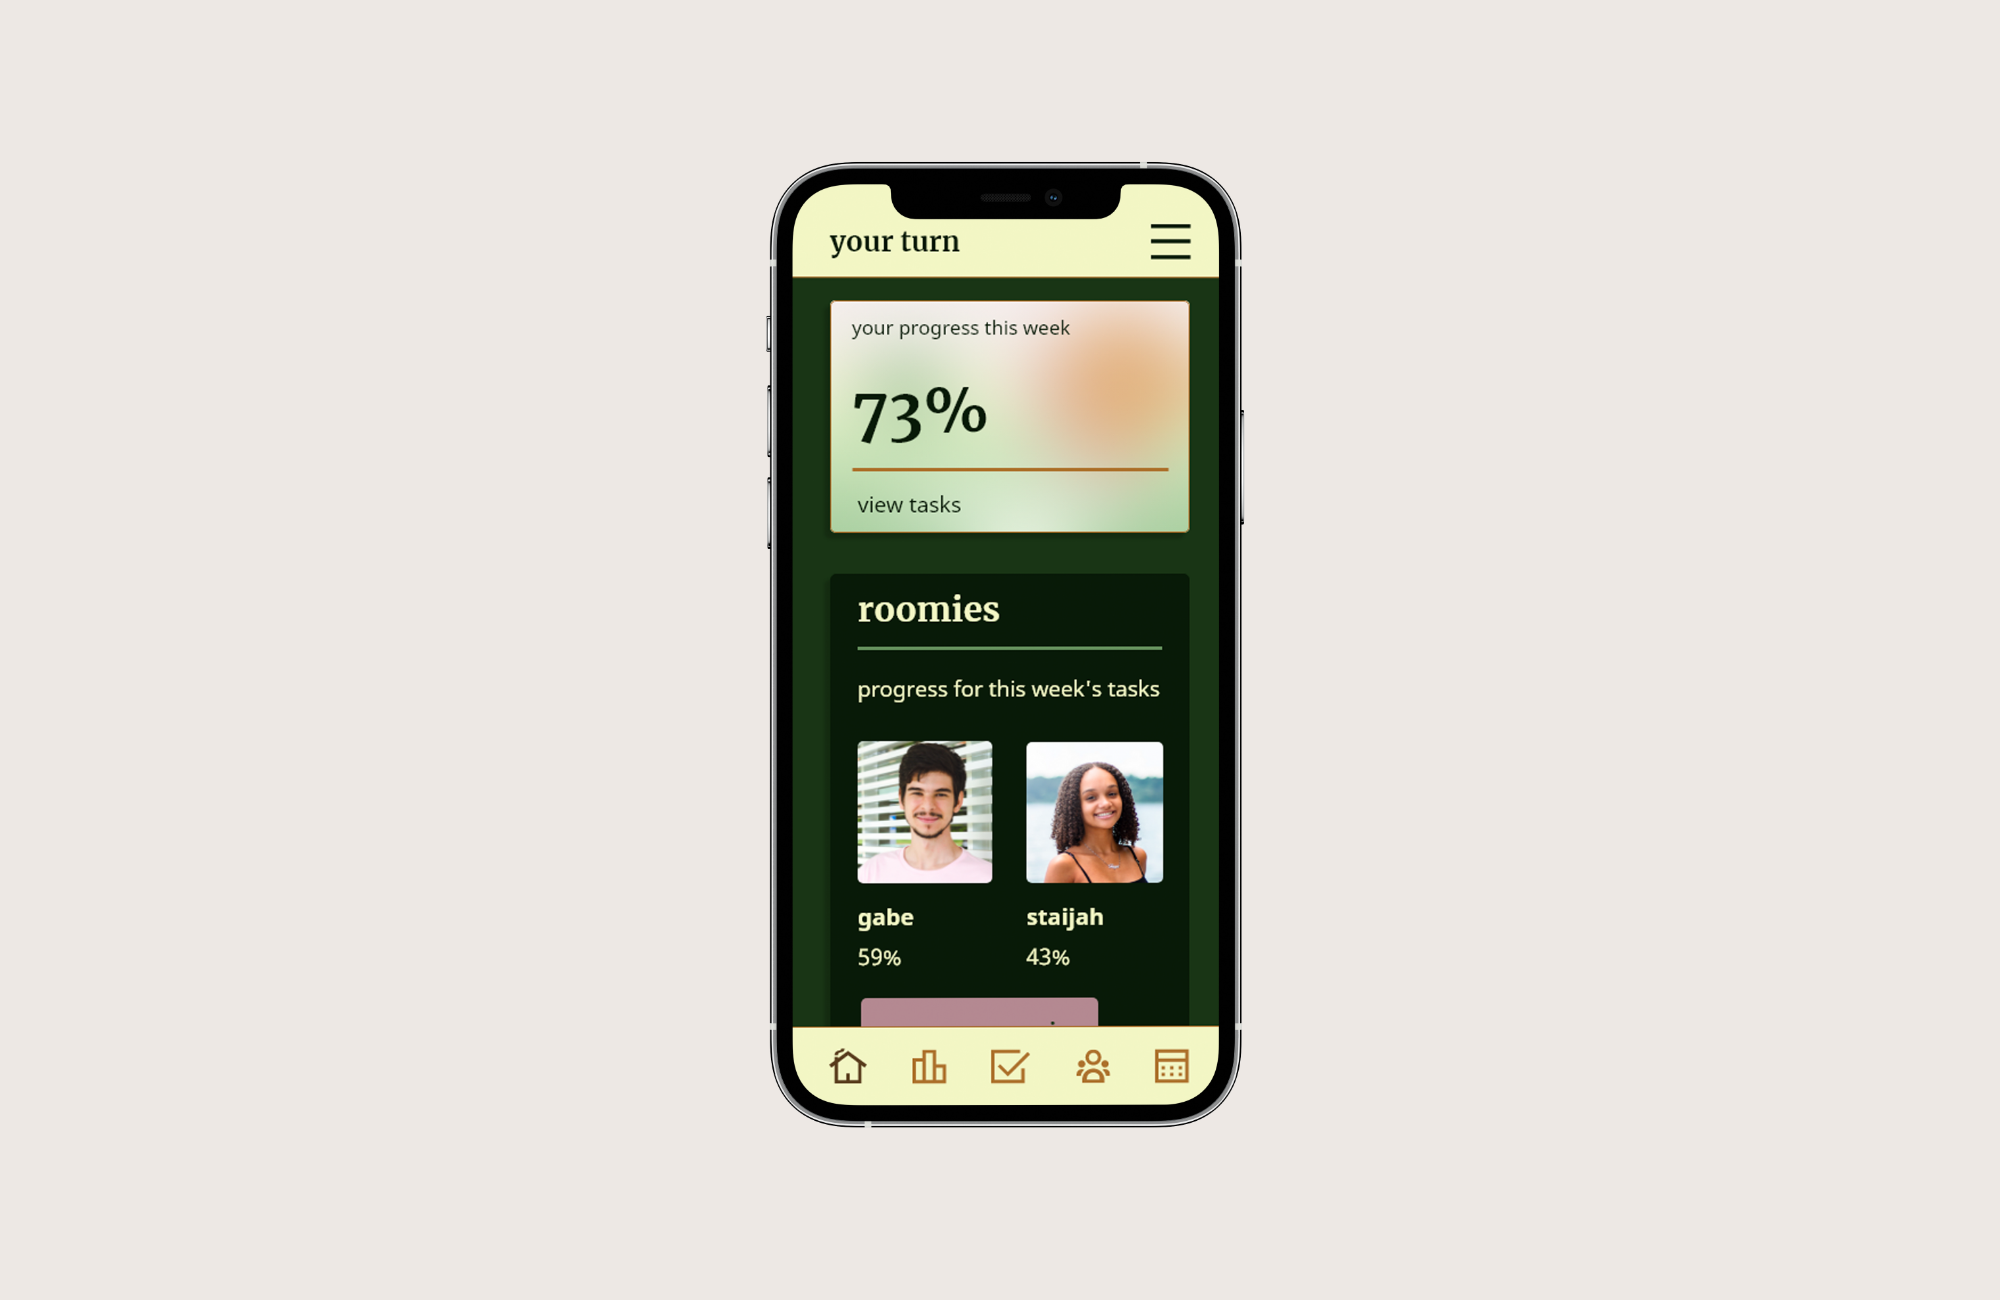 your turn
your progress this week
73%
view tasks
roomies
progress for this week's tasks
gabe
staijah
59%
43%